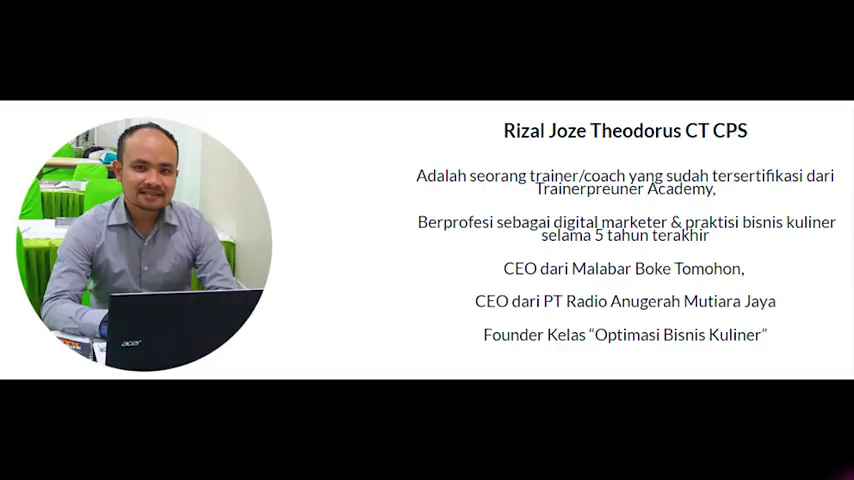 Rizal Joze Theodorus CT CPS
Adalah seorang trainer/coach yang sudah tersertifikasi dari
Trainerpreuner Academy,
Berprofesi sebagai digital marketer & praktisi bisnis kuliner
selama 5 tahun terakhir
CEO dari Malabar Boke Tomohon,
CEO dari PT Radio Anugerah Mutiara Jaya
Founder Kelas “Optimasi Bisnis Kuliner”
acer